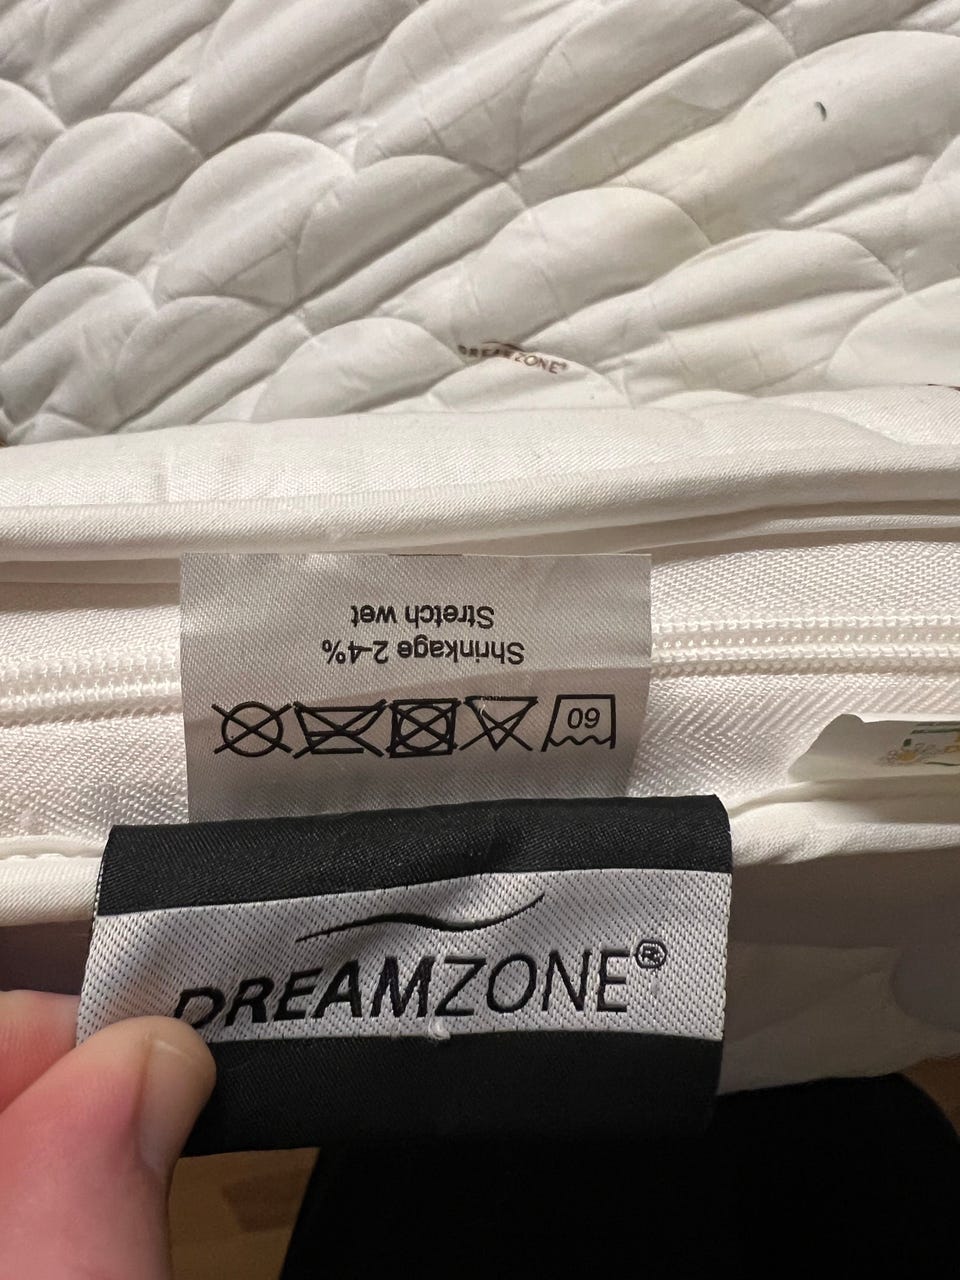 DREAMZONE®
60
Shrinkage 2-4%
Stretch wet
DREAMZONE®